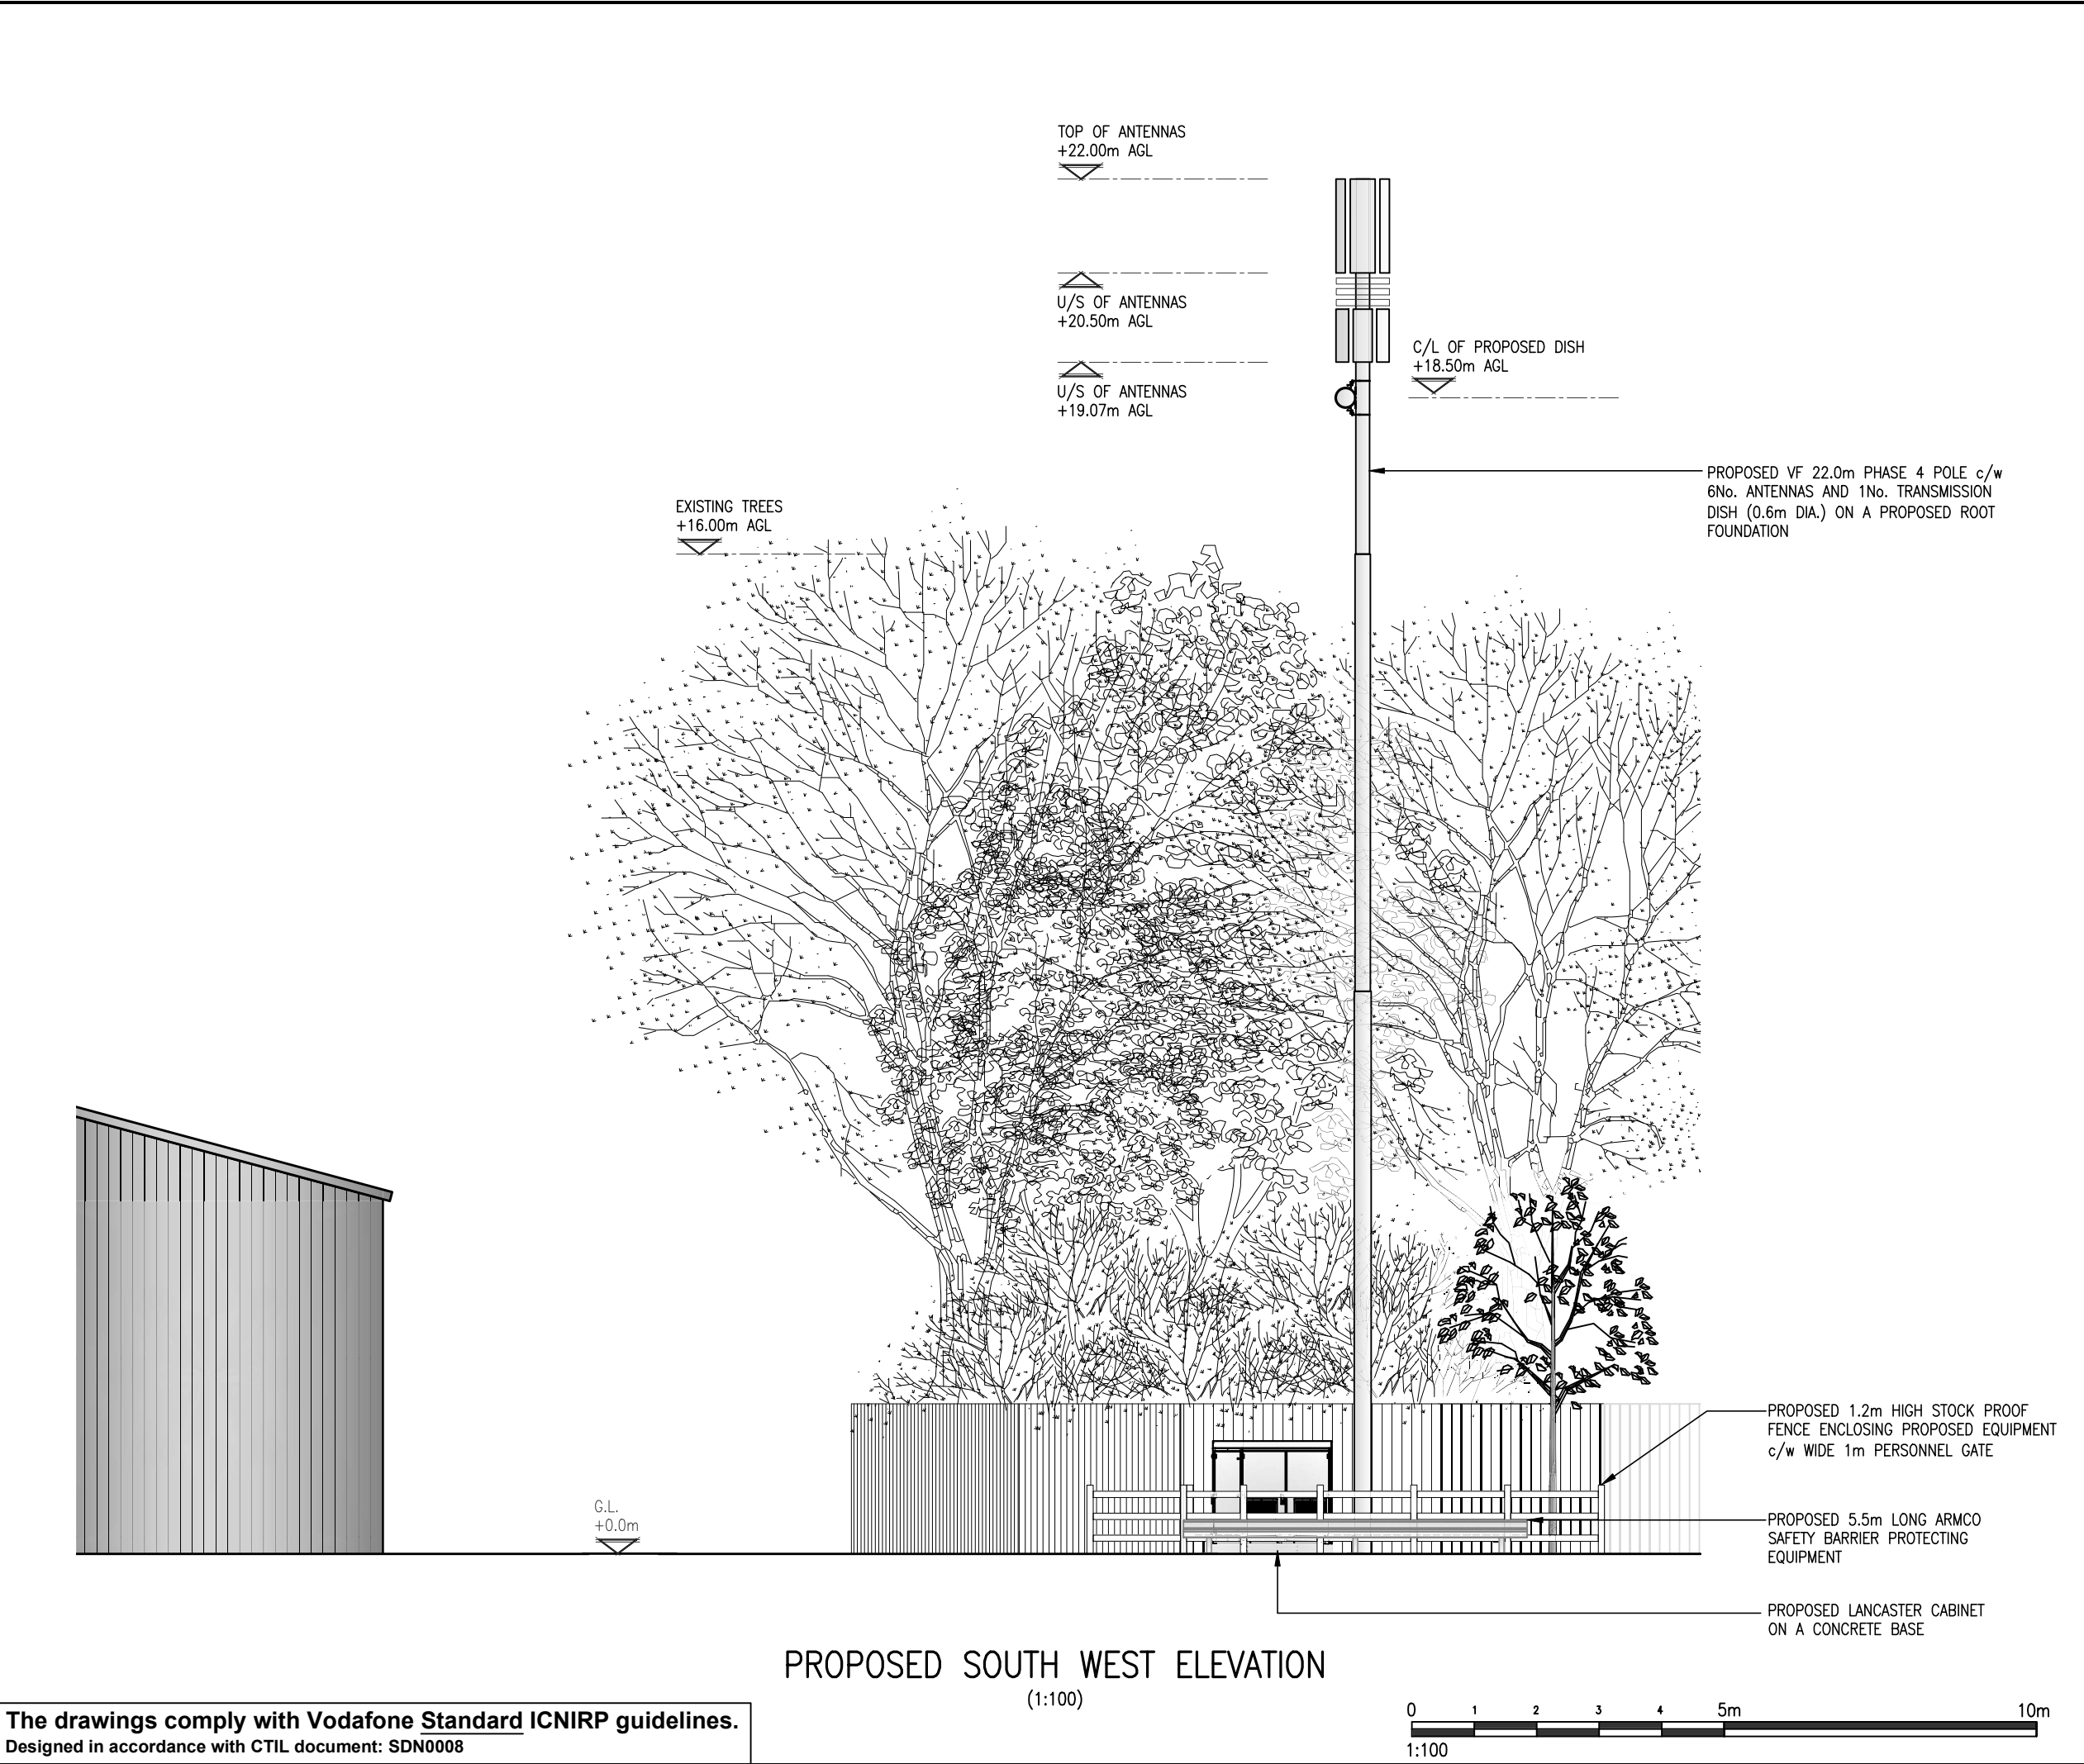 TOP OF ANTENNAS
+22.00m AGL
U/S OF ANTENNAS
+20.50m AGL
C/L OF PROPOSED DISH
+18.50m AGL
U/S OF ANTENNAS
+19.07m AGL
PROPOSED VF 22.0m PHASE 4 POLE c/w
6No. ANTENNAS AND 1No. TRANSMISSION
DISH (0.6m DIA.) ON A PROPOSED ROOT
FOUNDATION
EXISTING TREES
+16.00m AGL
PROPOSED 1.2m HIGH STOCK PROOF
FENCE ENCLOSING PROPOSED EQUIPMENT
c/w WIDE 1m PERSONNEL GATE
G.L.
+0.0m
PROPOSED 5.5m LONG ARMCO
SAFETY BARRIER PROTECTING
EQUIPMENT
PROPOSED LANCASTER CABINET
ON A CONCRETE BASE
PROPOSED SOUTH WEST ELEVATION
(1:100)
The drawings comply with Vodafone Standard ICNIRP guidelines.
Designed in accordance with CTIL document: SDN0008
0 1 2 3 4 5m 10m
1:100